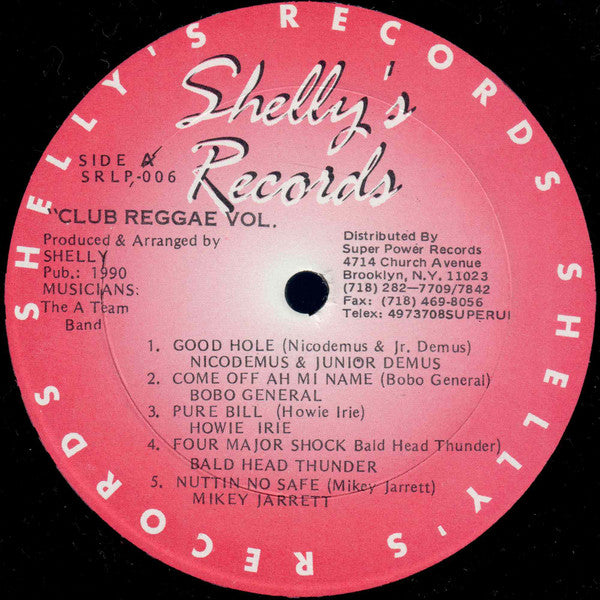 SHELLY'S RECORDS SHELLY'S RECORDS SHELLY'S RECORDS
Shelly's
Records
SIDE A
SRLP-006
"CLUB REGGAE VOL.
Produced & Arranged by
SHELLY
Pub.: 1990
MUSICIANS:
The A Team
Band
Distributed By
Super Power Records
4714 Church Avenue
Brooklyn, N.Y. 11023
(718) 282—7709/7842
Fax: (718) 469-8056
Telex: 4973708SUPERUI
1. GOOD HOLE (Nicodemus & Jr. Demus)
NICODEMUS & JUNIOR DEMUS
2. COME OFF AH MI NAME (Bobo General)
BOBO GENERAL
3. PURE BILL (Howie Irie)
HOWIE IRIE
4. FOUR MAJOR SHOCK Bald Head Thunder)
BALD HEAD THUNDER
5. NUTTIN NO SAFE (Mikey Jarrett)
MIKEY JARRETT